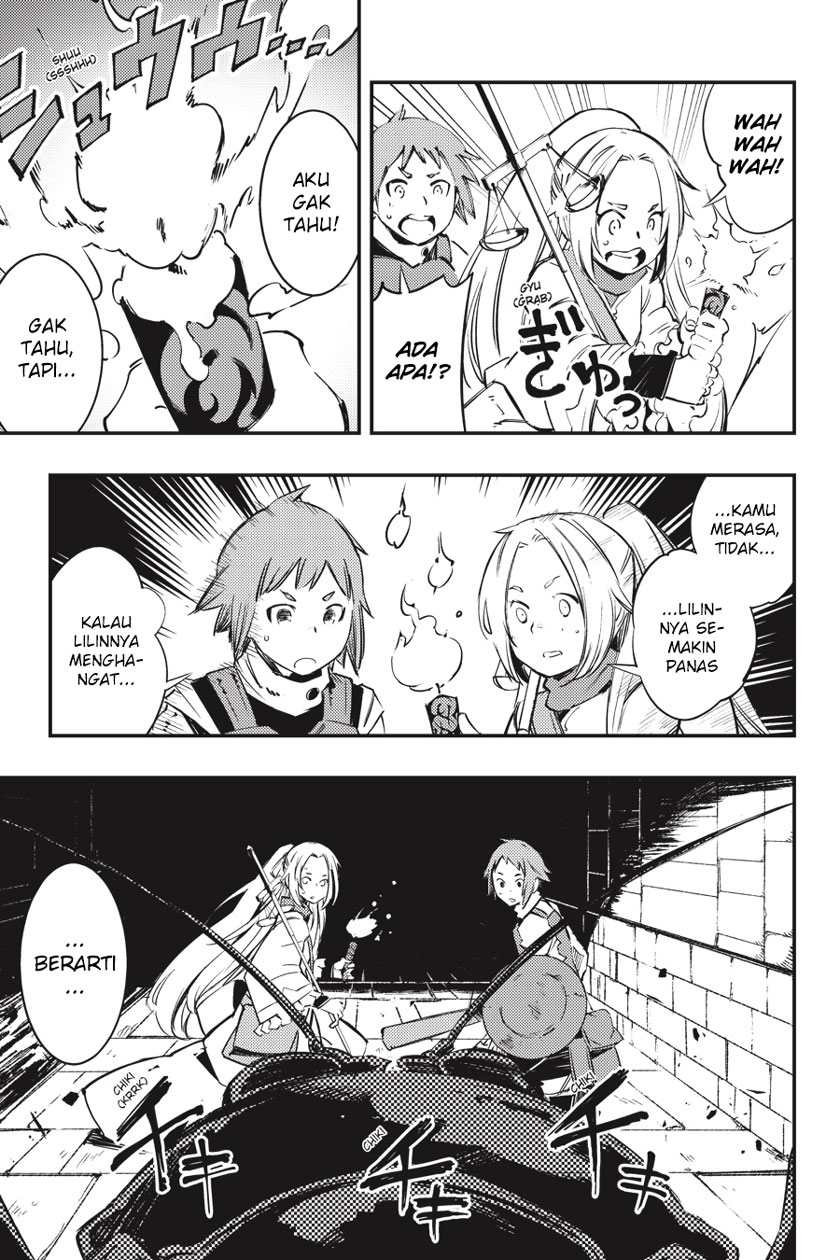 WAH
WAH
WAH!
ADA
APA!?
GYU
(GRAB)
ぎゅっ
SHUU
(SSSHHH)
シュウウ
AKU
GAK
TAHU!
GAK
TAHU,
TAPI...
...KAMU
MERASA,
TIDAK...
...LILIN-
NYA SE-
MAKIN
PANAS
KALAU
LILINNYA
MENGHA-
NGAT...
...
BERARTI
...
CHIKI
(KRRK)
チキ
CHIKI
チキ
CHIKI
チキ